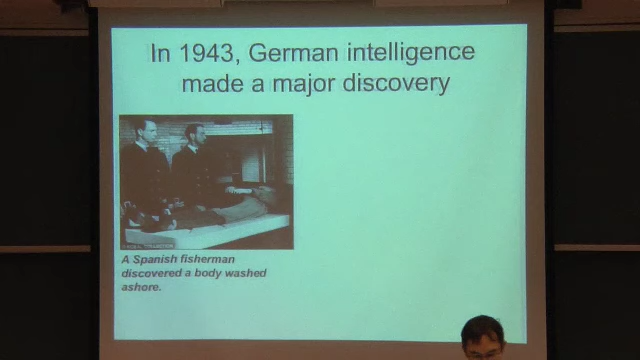 In 1943, German intelligence
made a major discovery
A Spanish fisherman
discovered a body washed
ashore.